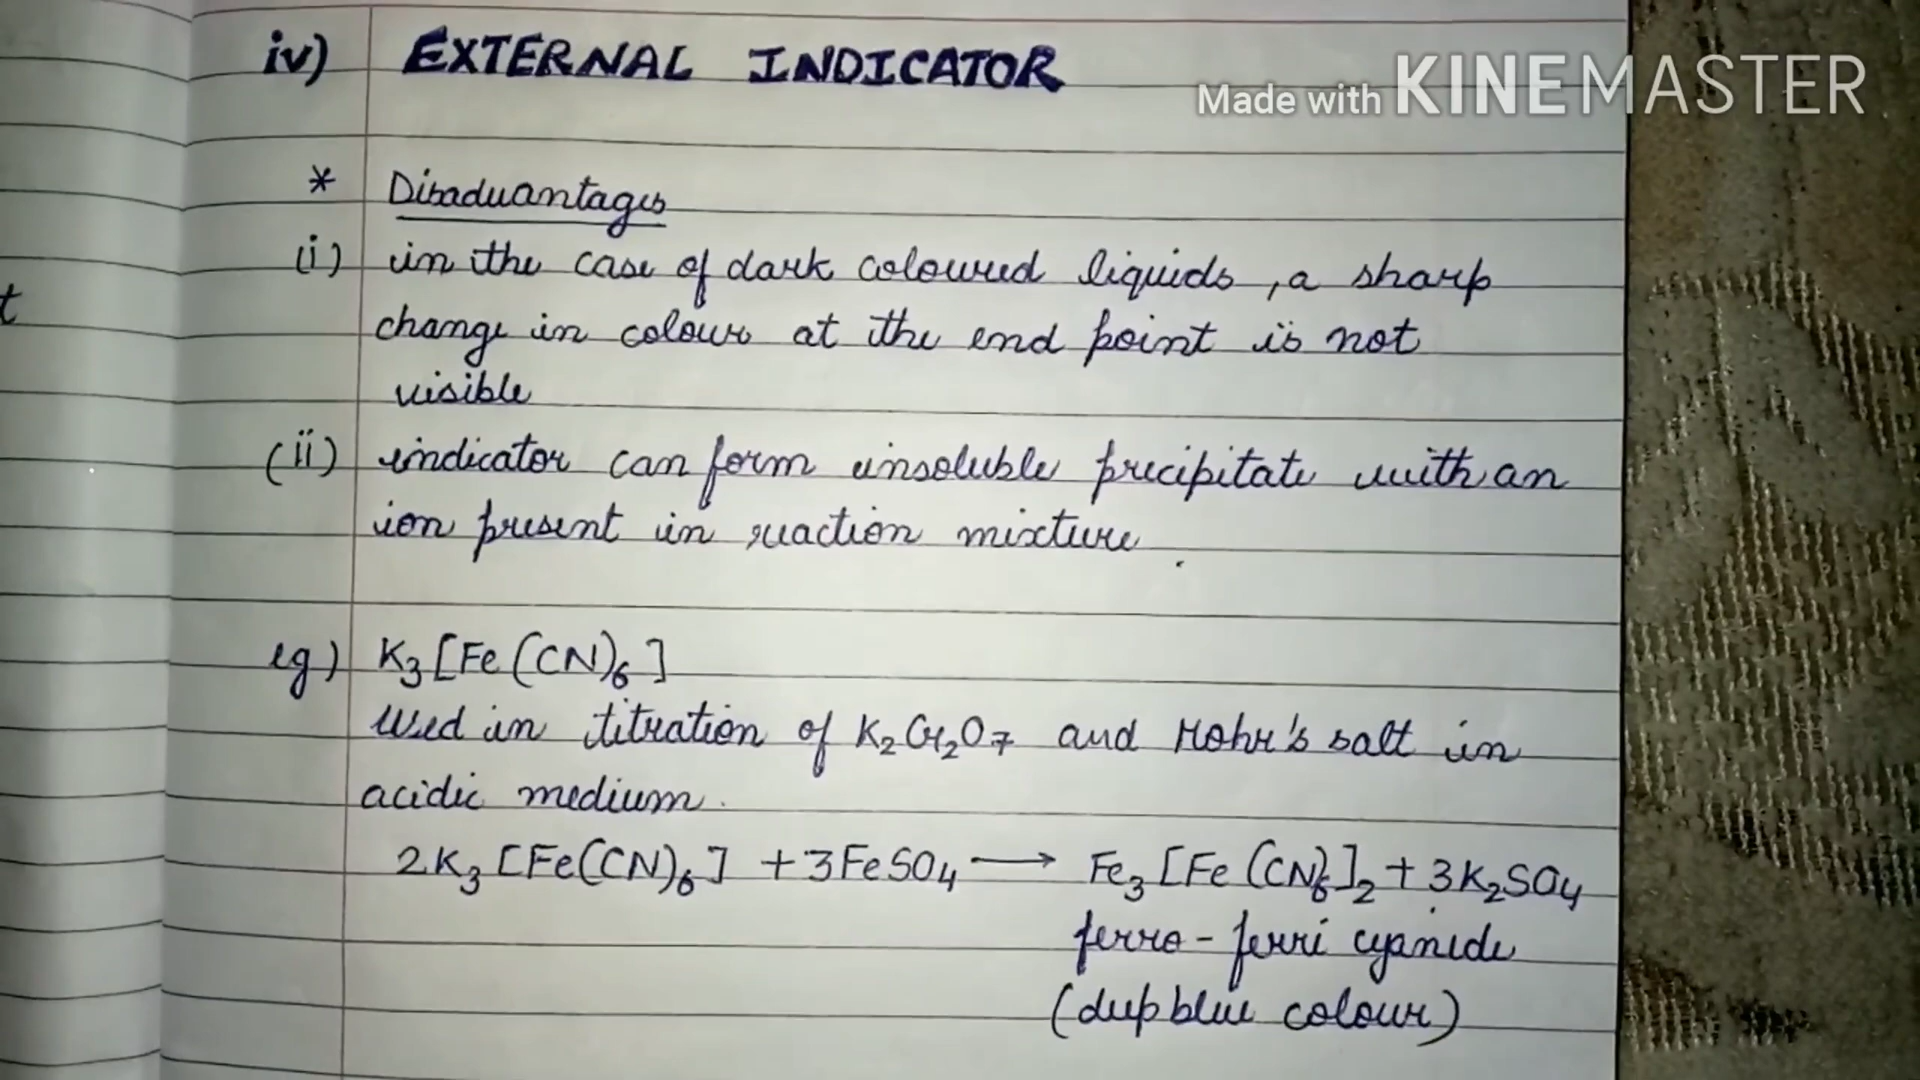 iv) EXTERNAL INDICATOR
Made with KINEMASTER
* Disadvantages
(i) in the case of dark coloured liquids, a sharp
change in colour at the end point is not
visible
(ii) indicator can form insoluble precipitate with an
ion present in reaction mixture.
t
eg) K₃[Fe(CN)₆]
Used in titration of K₂Cr₂O₇ and Mohr's salt in
acidic medium.
2K₃[Fe(CN)₆] + 3FeSO₄ → Fe₃[Fe(CN)₆]₂ + 3K₂SO₄
ferro-ferri cyanide
(deep blue colour)